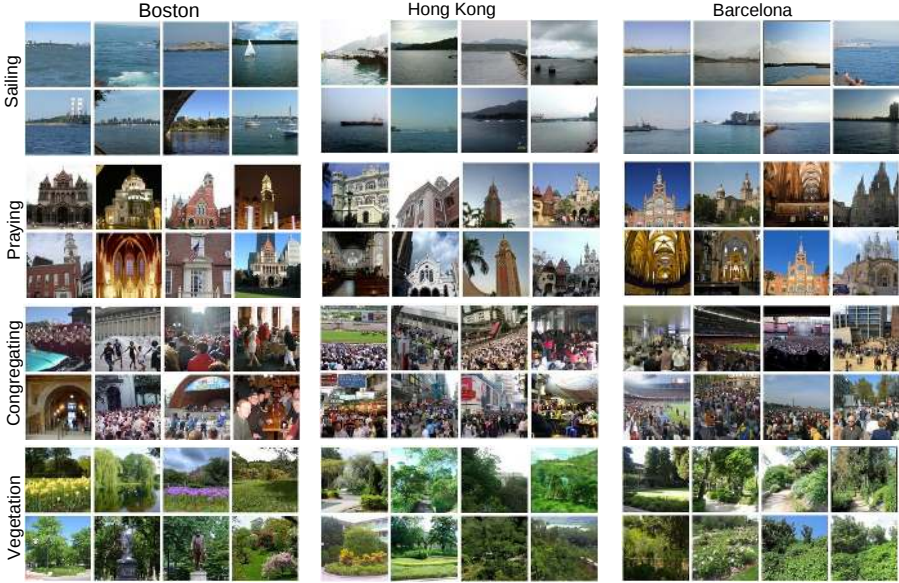 Boston
Hong Kong
Barcelona
Sailing
Praying
Congregating
Vegetation